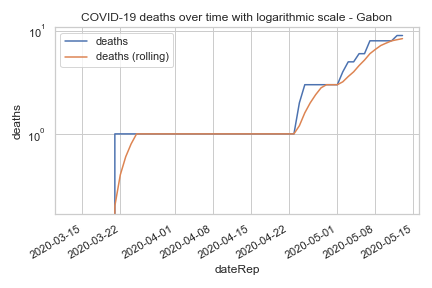 COVID-19 deaths over time with logarithmic scale - Gabon
10¹
deaths
deaths (rolling)
deaths
10⁰
2020-03-15
2020-03-22
2020-04-01
2020-04-08
2020-04-15
2020-04-22
2020-05-01
2020-05-08
2020-05-15
dateRep